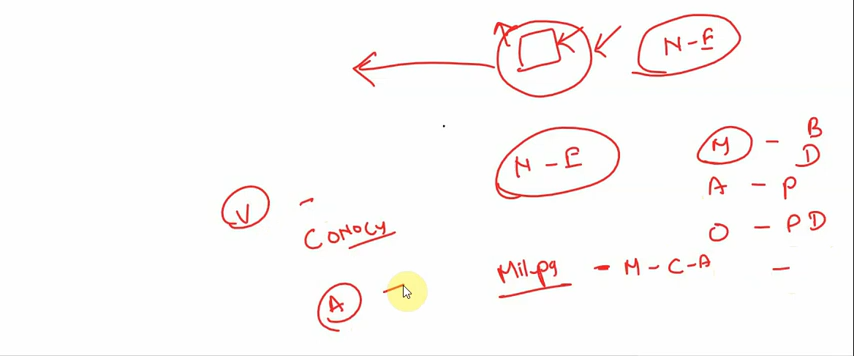 N-F
N-F
M - B
D
A - P
O - PD
V -
CONOCY
Mil-pg - M-C-A -
A -